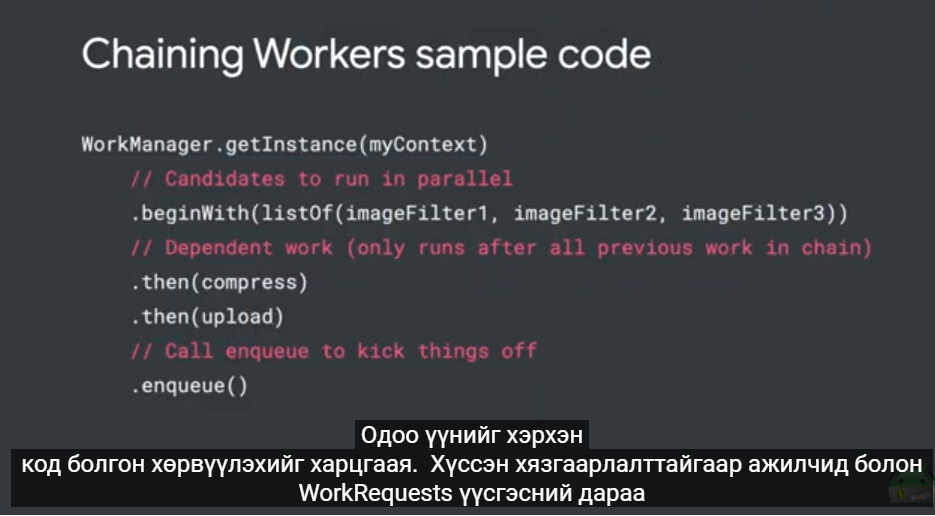 Chaining Workers sample code
WorkManager.getInstance(myContext)
// Candidates to run in parallel
.beginWith(listOf(imageFilter1, imageFilter2, imageFilter3))
// Dependent work (only runs after all previous work in chain)
.then(compress)
.then(upload)
// Call enqueue to kick things off
.enqueue()
Одоо үүнийг хэрхэн
код болгон хөрвүүлэхийг харцгаая. Хүссэн хязгаарлалттайгаар ажилчид болон
WorkRequests үүсгэсний дараа